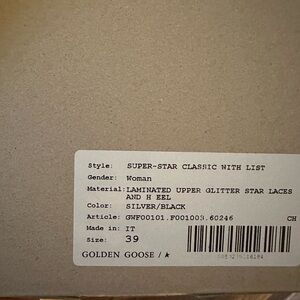 Style: SUPER-STAR CLASSIC WITH LIST
Gender: Woman
Material: LAMINATED UPPER GLITTER STAR LACES
AND H EEL
Color: SILVER/BLACK
Article: GWF00101.F001003.60246 CH
Made in: IT
Size: 39
GOLDEN GOOSE / ★